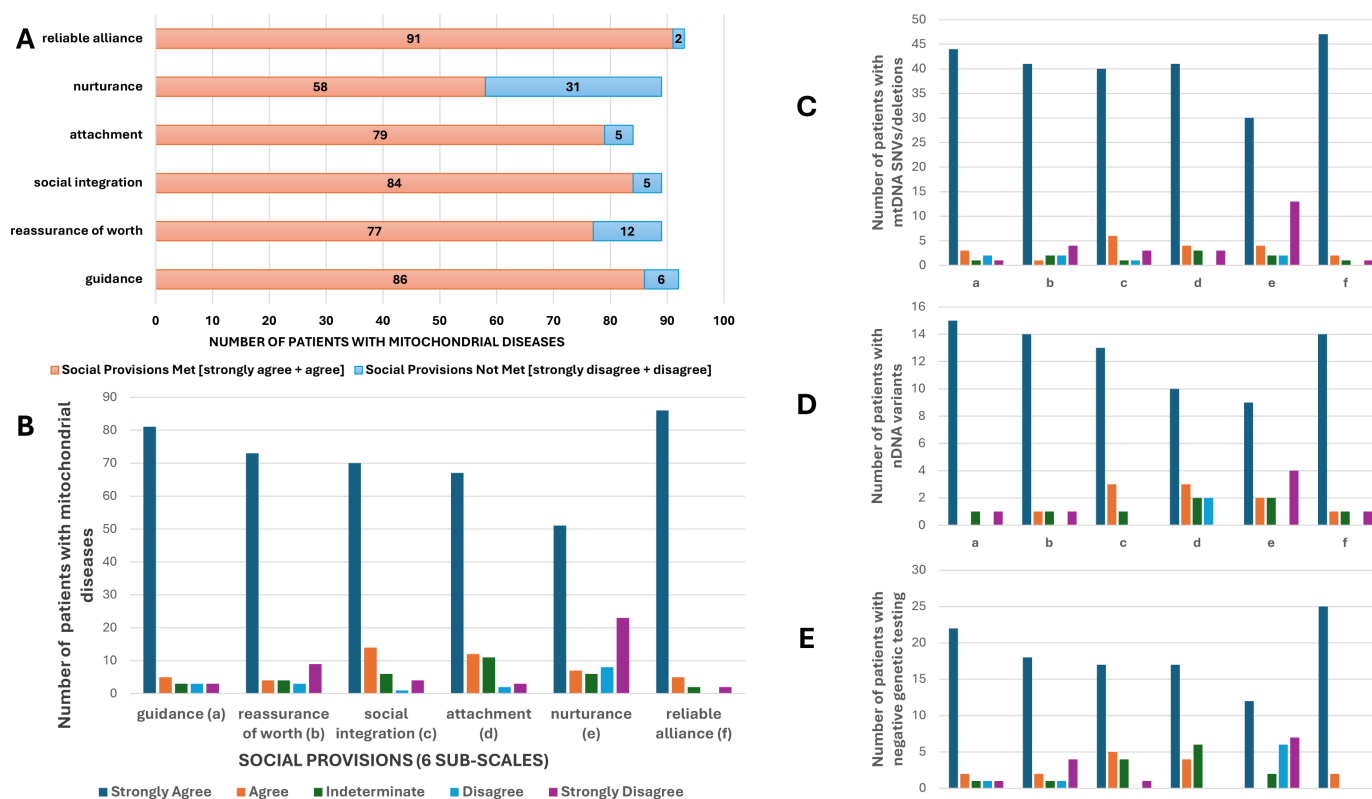 A
reliable alliance
91
2
nurturance
58
31
attachment
79
5
social integration
84
5
reassurance of worth
77
12
guidance
86
6
0 10 20 30 40 50 60 70 80 90 100
NUMBER OF PATIENTS WITH MITOCHONDRIAL DISEASES
Social Provisions Met [strongly agree + agree] Social Provisions Not Met [strongly disagree + disagree]
B
Number of patients with mitochondrial
diseases
90
80
70
60
50
40
30
20
10
0
guidance (a)
reassurance
of worth (b)
social
integration (c)
attachment
(d)
nurturance
(e)
reliable
alliance (f)
SOCIAL PROVISIONS (6 SUB-SCALES)
Strongly Agree Agree Indeterminate Disagree Strongly Disagree
C
Number of patients with
mtDNA SNVs/deletions
50
45
40
35
30
25
20
15
10
5
0
a b c d e f
D
Number of patients with
nDNA variants
16
14
12
10
8
6
4
2
0
a b c d e f
E
Number of patients with
negative genetic testing
30
25
20
15
10
5
0